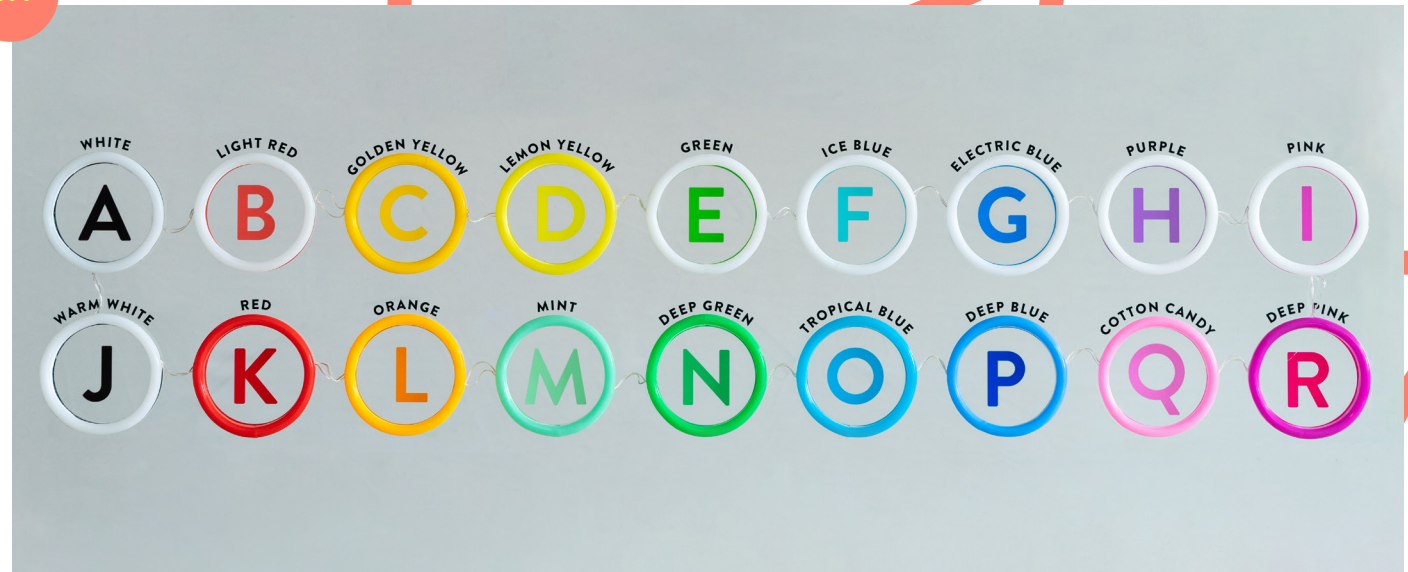 WHITE
A
LIGHT RED
B
GOLDEN YELLOW
C
LEMON YELLOW
D
GREEN
E
ICE BLUE
F
ELECTRIC BLUE
G
PURPLE
H
PINK
I
WARM WHITE
J
RED
K
ORANGE
L
MINT
M
DEEP GREEN
N
TROPICAL BLUE
O
DEEP BLUE
P
COTTON CANDY
Q
DEEP PINK
R